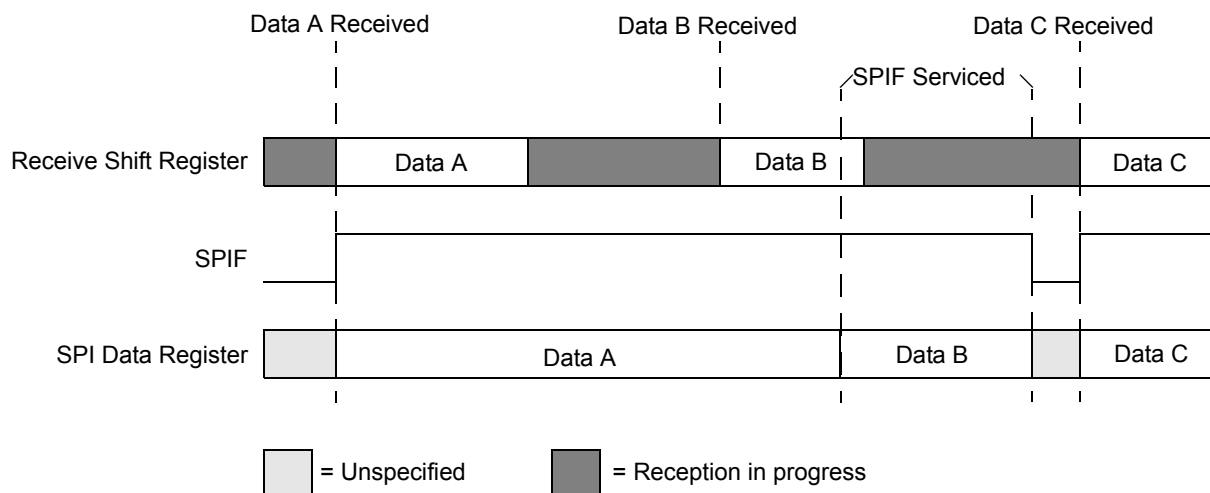 Data A Received
Data B Received
Data C Received
SPIF Serviced
Receive Shift Register
Data A
Data B
Data C
SPIF
SPI Data Register
Data A
Data B
Data C
= Unspecified
= Reception in progress